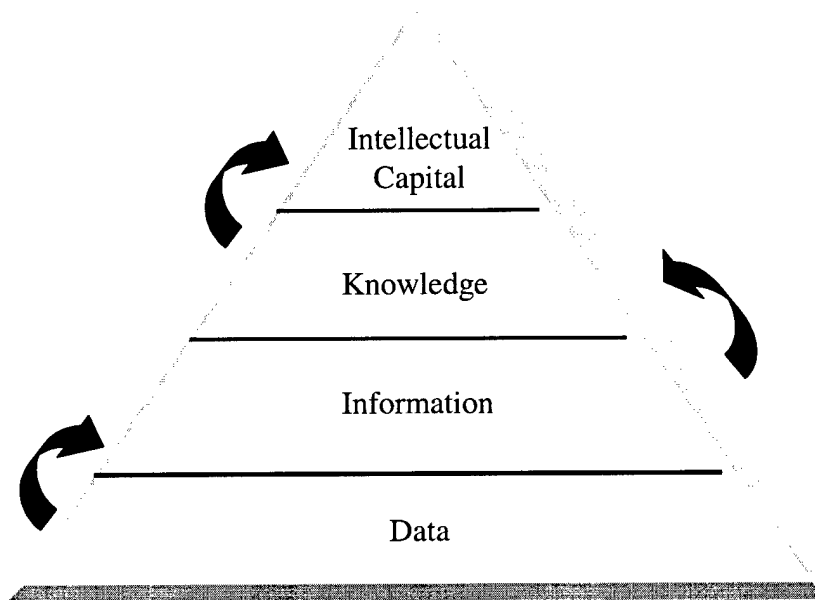 Intellectual
Capital
Knowledge
Information
Data